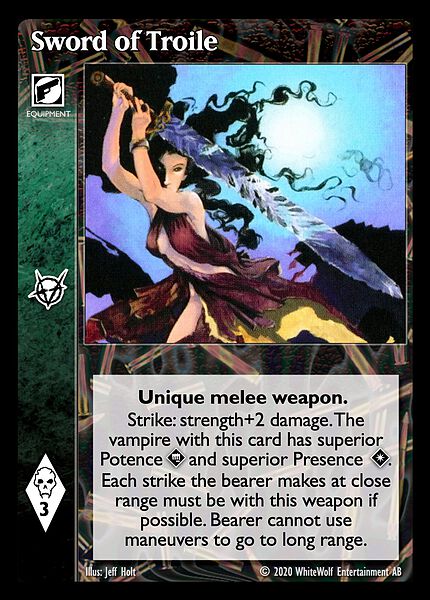 Sword of Troile
EQUIPMENT
Unique melee weapon.
Strike: strength+2 damage. The
vampire with this card has superior
Potence and superior Presence .
Each strike the bearer makes at close
range must be with this weapon if
possible. Bearer cannot use
maneuvers to go to long range.
3
Illus: Jeff Holt © 2020 WhiteWolf Entertainment AB